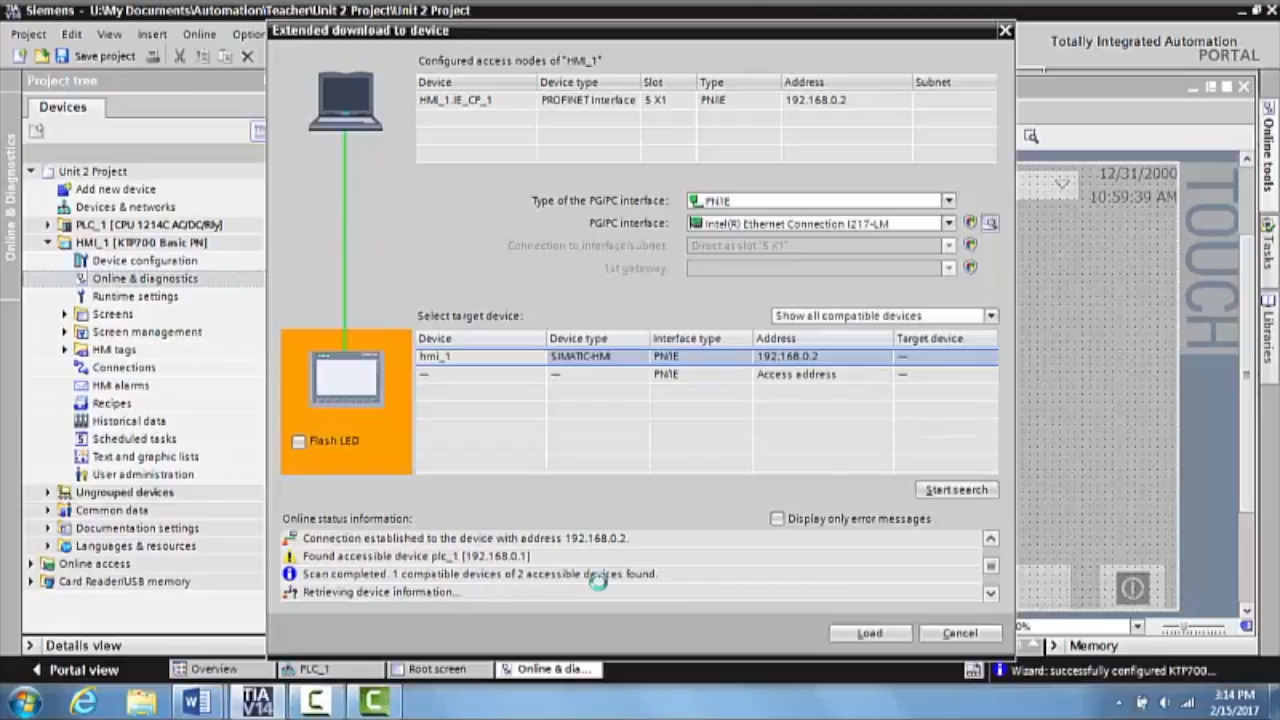 Siemens - U:\My Documents\Automation\Teacher\Unit 2 Project\Unit 2 Project
Project Edit View Insert Online
Save project
Totally Integrated Automation
PORTAL
Project tree
Devices
Online & Diagnostics
Unit 2 Project
Add new device
Devices & networks
PLC_1 [CPU 1214C AC/DC/Rly]
HMI_1 [KTP700 Basic PN]
Device configuration
Online & diagnostics
Runtime settings
Screens
Screen management
HMI tags
Connections
HMI alarms
Recipes
Historical data
Scheduled tasks
Text and graphic lists
User administration
Ungrouped devices
Common data
Documentation settings
Languages & resources
Online access
Card Reader/USB memory
Details view
Extended download to device
Configured access nodes of "HMI_1"
Device Device type Slot Type Address Subnet
HMI_1.IE_CP_1 PROFINET Interface 5 X1 PN/IE 192.168.0.2
Type of the PG/PC interface: PN/IE
PG/PC interface: Intel(R) Ethernet Connection I217-LM
Connection to interface/subnet: Direct at slot '5 X1'
1st gateway:
Select target device: Show all compatible devices
Device Device type Interface type Address Target device
hmi_1 SIMATIC-HMI PN/IE 192.168.0.2 —
— — PN/IE Access address —
Flash LED
Start search
Online status information: Display only error messages
Connection established to the device with address 192.168.0.2.
Found accessible device plc_1 [192.168.0.1]
Scan completed. 1 compatible devices of 2 accessible devices found.
Retrieving device information...
Load Cancel
12/31/2000
10:59:39 AM
TOUCH
Online tools
Tasks
Libraries
Memory
Portal view Overview PLC_1 Root screen Online & dia...
Wizard: successfully configured KTP700...
TIA
V14
3:14 PM
2/15/2017